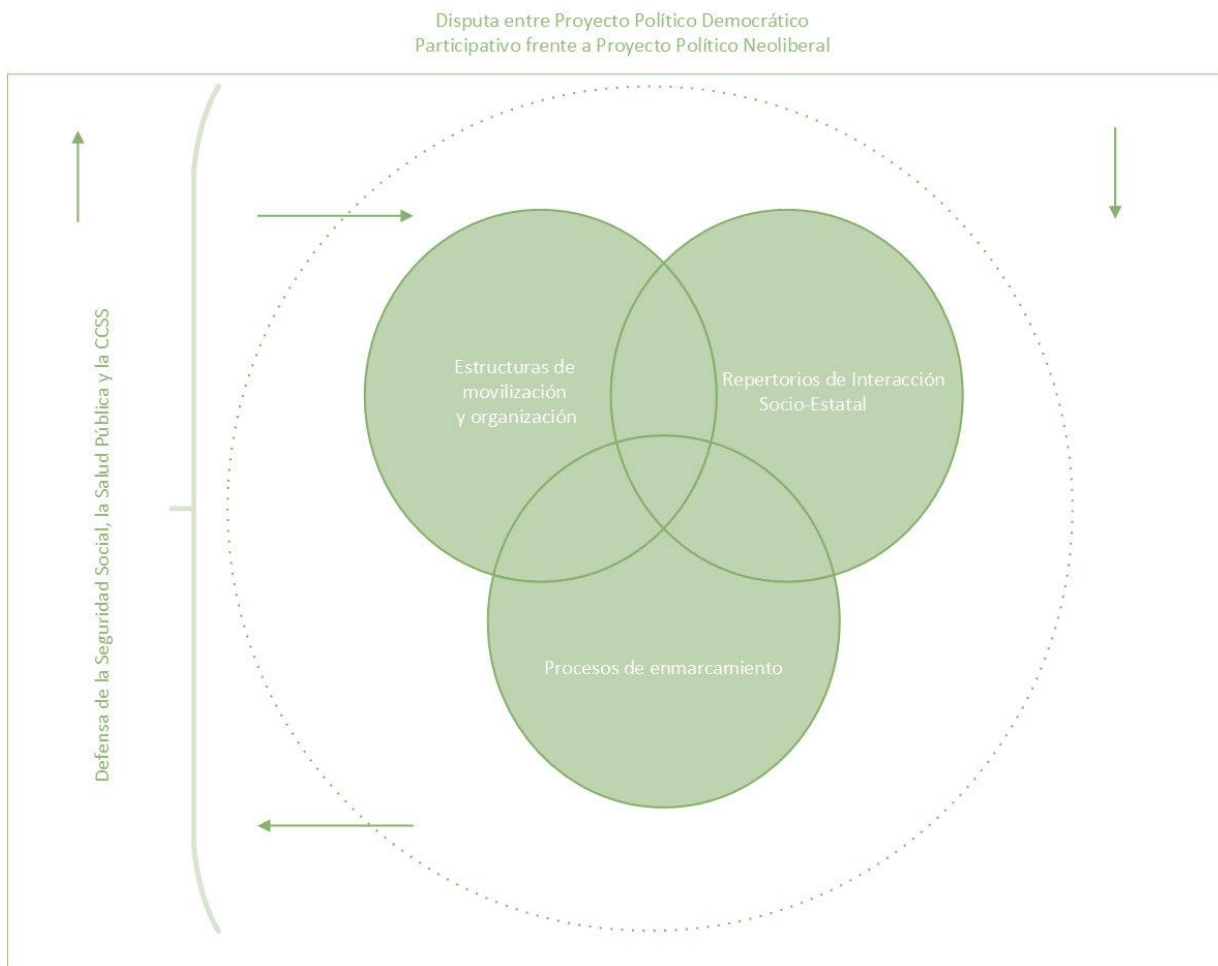 Disputa entre Proyecto Político Democrático
Participativo frente a Proyecto Político Neoliberal
Defensa de la Seguridad Social, la Salud Pública y la CCSS
Estructuras de
movilización
y organización
Repertorios de Interacción
Socio-Estatal
Procesos de enmarcamiento